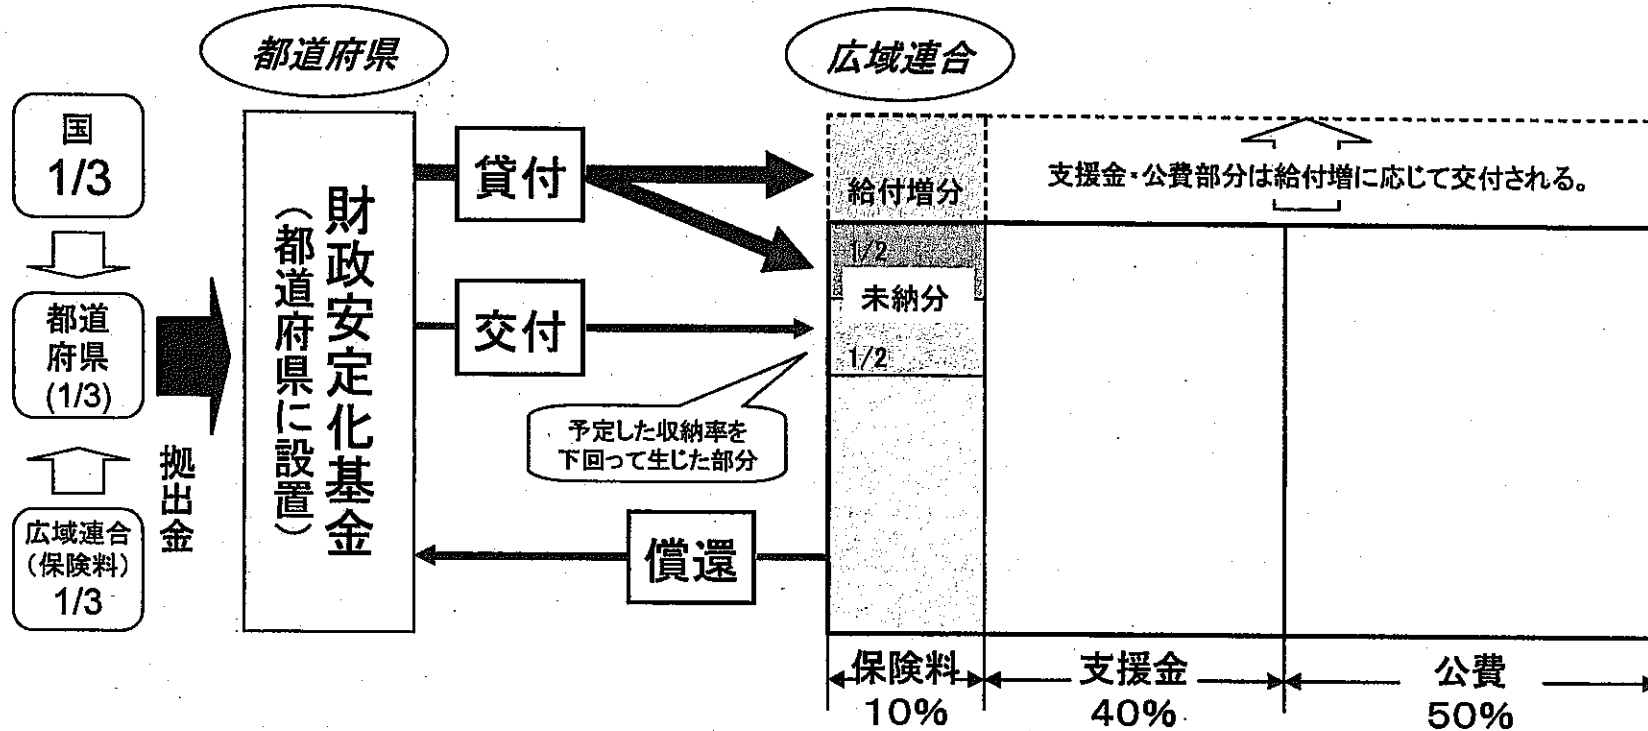 都道府県
広域連合
国
1/3
都道
府県
(1/3)
広域連合
（保険料）
1/3
拠出金
財政安定化基金
（都道府県に設置）
貸付
交付
予定した収納率を
下回って生じた部分
償還
給付増分
1/2
未納分
1/2
支援金・公費部分は給付増に応じて交付される。
保険料
10%
支援金
40%
公費
50%